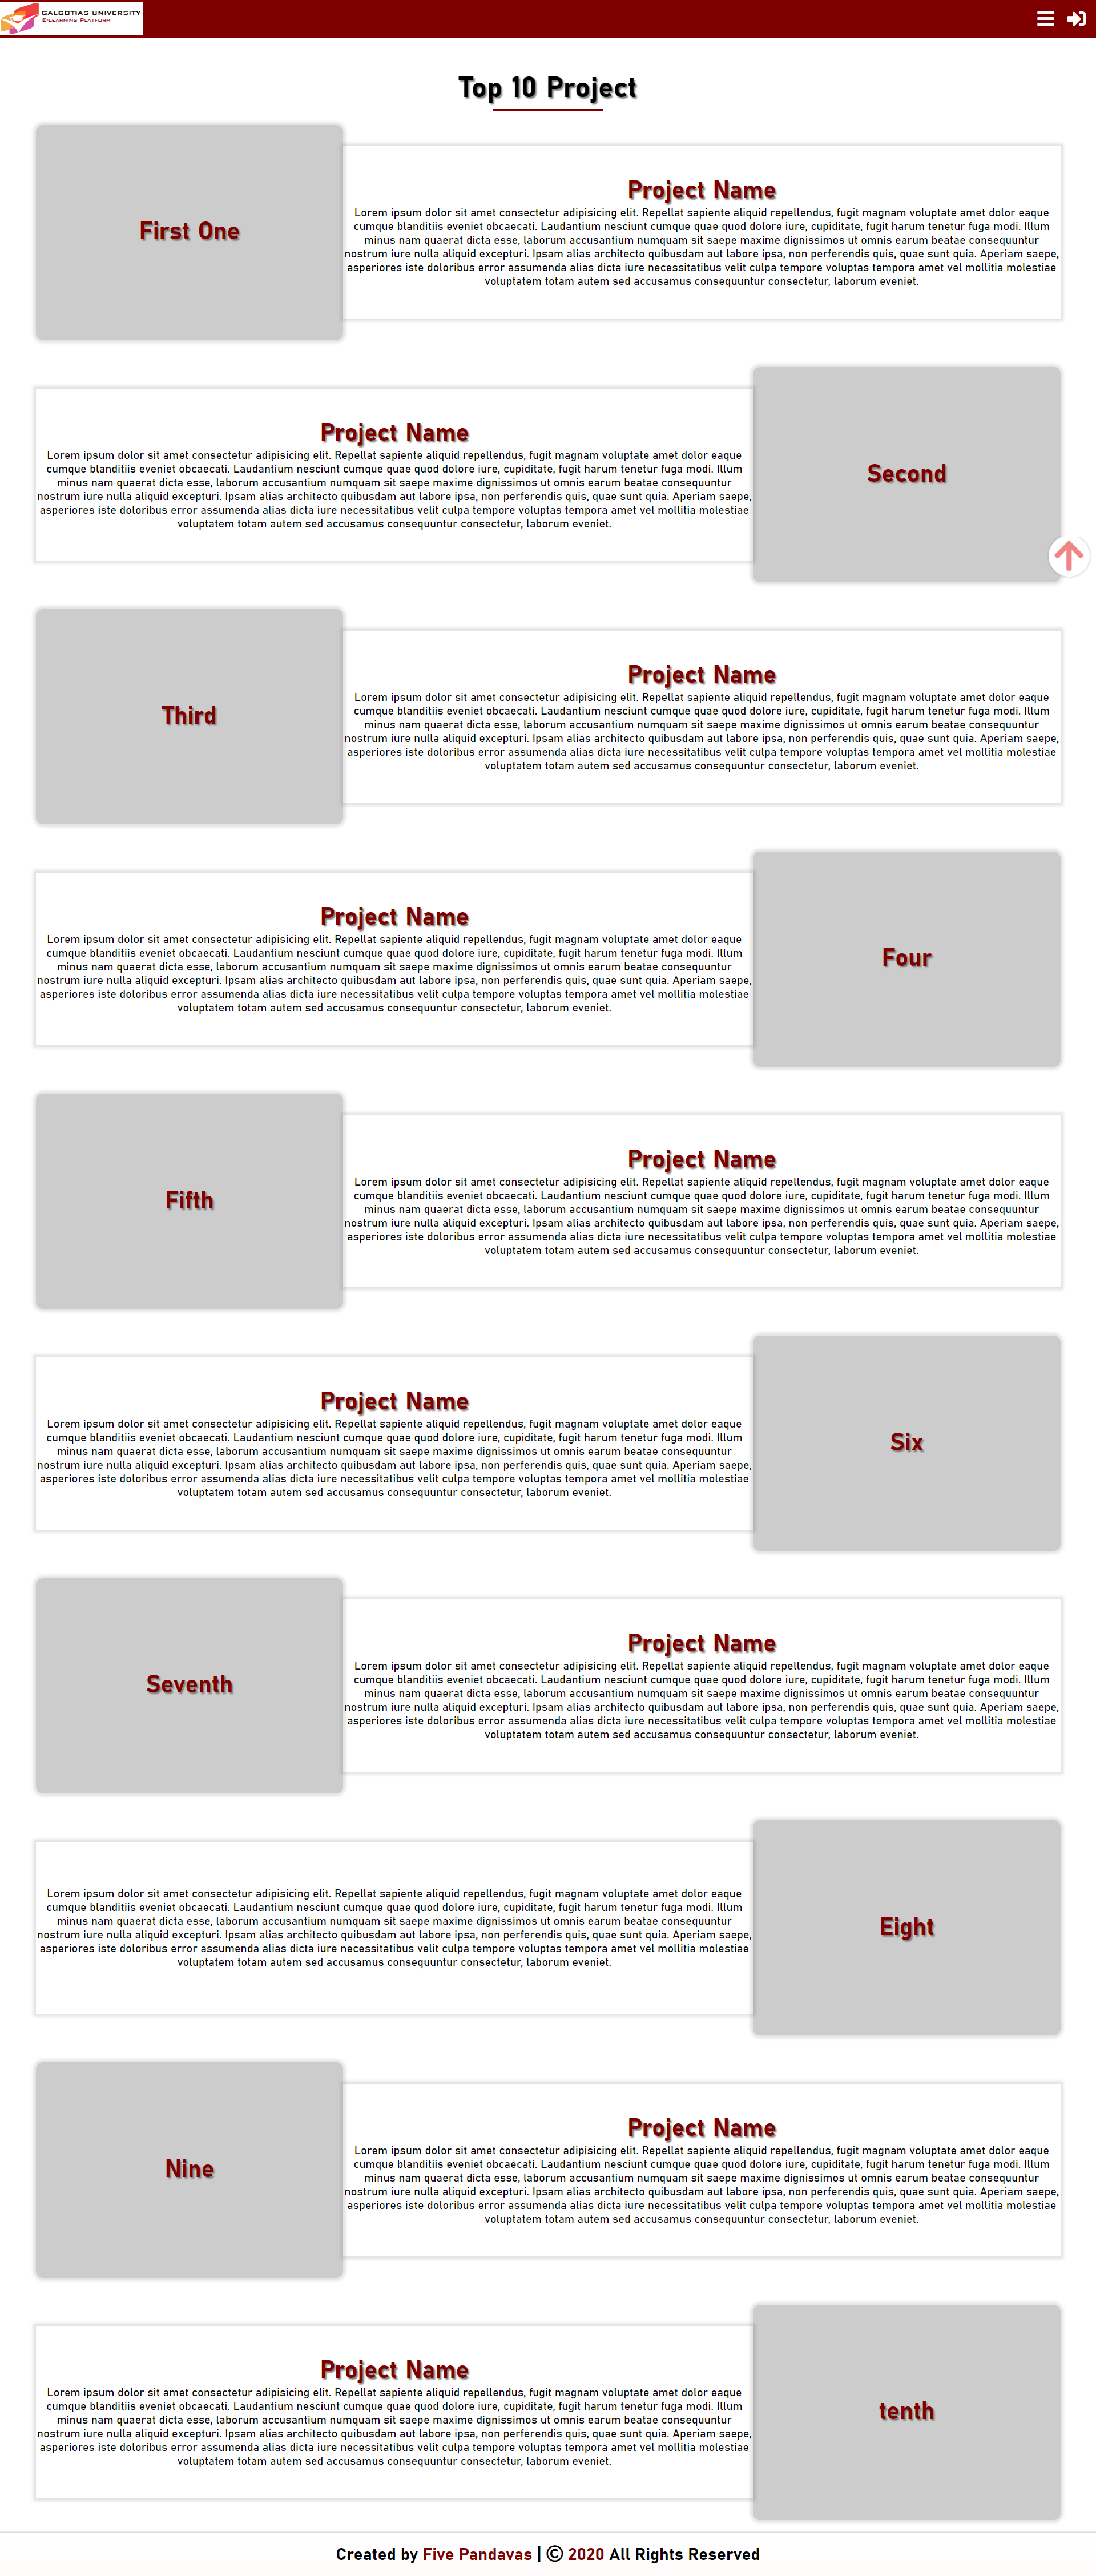 GALGOTIAS UNIVERSITY
E-Learning Platform
Top 10 Project
First One
Project Name
Lorem ipsum dolor sit amet consectetur adipisicing elit. Repellat sapiente aliquid repellendus, fugit magnam voluptate amet dolor eaque
cumque blanditiis eveniet obcaecati. Laudantium nesciunt cumque quae quod dolore iure, cupiditate, fugit harum tenetur fuga modi. Illum
minus nam quaerat dicta esse, laborum accusantium numquam sit saepe maxime dignissimos ut omnis earum beatae consequuntur
nostrum iure nulla aliquid excepturi. Ipsam alias architecto quibusdam aut labore ipsa, non perferendis quis, quae sunt quia. Aperiam saepe,
asperiores iste doloribus error assumenda alias dicta iure necessitatibus velit culpa tempore voluptas tempora amet vel mollitia molestiae
voluptatem totam autem sed accusamus consequuntur consectetur, laborum eveniet.
Project Name
Lorem ipsum dolor sit amet consectetur adipisicing elit. Repellat sapiente aliquid repellendus, fugit magnam voluptate amet dolor eaque
cumque blanditiis eveniet obcaecati. Laudantium nesciunt cumque quae quod dolore iure, cupiditate, fugit harum tenetur fuga modi. Illum
minus nam quaerat dicta esse, laborum accusantium numquam sit saepe maxime dignissimos ut omnis earum beatae consequuntur
nostrum iure nulla aliquid excepturi. Ipsam alias architecto quibusdam aut labore ipsa, non perferendis quis, quae sunt quia. Aperiam saepe,
asperiores iste doloribus error assumenda alias dicta iure necessitatibus velit culpa tempore voluptas tempora amet vel mollitia molestiae
voluptatem totam autem sed accusamus consequuntur consectetur, laborum eveniet.
Second
Third
Project Name
Lorem ipsum dolor sit amet consectetur adipisicing elit. Repellat sapiente aliquid repellendus, fugit magnam voluptate amet dolor eaque
cumque blanditiis eveniet obcaecati. Laudantium nesciunt cumque quae quod dolore iure, cupiditate, fugit harum tenetur fuga modi. Illum
minus nam quaerat dicta esse, laborum accusantium numquam sit saepe maxime dignissimos ut omnis earum beatae consequuntur
nostrum iure nulla aliquid excepturi. Ipsam alias architecto quibusdam aut labore ipsa, non perferendis quis, quae sunt quia. Aperiam saepe,
asperiores iste doloribus error assumenda alias dicta iure necessitatibus velit culpa tempore voluptas tempora amet vel mollitia molestiae
voluptatem totam autem sed accusamus consequuntur consectetur, laborum eveniet.
Project Name
Lorem ipsum dolor sit amet consectetur adipisicing elit. Repellat sapiente aliquid repellendus, fugit magnam voluptate amet dolor eaque
cumque blanditiis eveniet obcaecati. Laudantium nesciunt cumque quae quod dolore iure, cupiditate, fugit harum tenetur fuga modi. Illum
minus nam quaerat dicta esse, laborum accusantium numquam sit saepe maxime dignissimos ut omnis earum beatae consequuntur
nostrum iure nulla aliquid excepturi. Ipsam alias architecto quibusdam aut labore ipsa, non perferendis quis, quae sunt quia. Aperiam saepe,
asperiores iste doloribus error assumenda alias dicta iure necessitatibus velit culpa tempore voluptas tempora amet vel mollitia molestiae
voluptatem totam autem sed accusamus consequuntur consectetur, laborum eveniet.
Four
Fifth
Project Name
Lorem ipsum dolor sit amet consectetur adipisicing elit. Repellat sapiente aliquid repellendus, fugit magnam voluptate amet dolor eaque
cumque blanditiis eveniet obcaecati. Laudantium nesciunt cumque quae quod dolore iure, cupiditate, fugit harum tenetur fuga modi. Illum
minus nam quaerat dicta esse, laborum accusantium numquam sit saepe maxime dignissimos ut omnis earum beatae consequuntur
nostrum iure nulla aliquid excepturi. Ipsam alias architecto quibusdam aut labore ipsa, non perferendis quis, quae sunt quia. Aperiam saepe,
asperiores iste doloribus error assumenda alias dicta iure necessitatibus velit culpa tempore voluptas tempora amet vel mollitia molestiae
voluptatem totam autem sed accusamus consequuntur consectetur, laborum eveniet.
Project Name
Lorem ipsum dolor sit amet consectetur adipisicing elit. Repellat sapiente aliquid repellendus, fugit magnam voluptate amet dolor eaque
cumque blanditiis eveniet obcaecati. Laudantium nesciunt cumque quae quod dolore iure, cupiditate, fugit harum tenetur fuga modi. Illum
minus nam quaerat dicta esse, laborum accusantium numquam sit saepe maxime dignissimos ut omnis earum beatae consequuntur
nostrum iure nulla aliquid excepturi. Ipsam alias architecto quibusdam aut labore ipsa, non perferendis quis, quae sunt quia. Aperiam saepe,
asperiores iste doloribus error assumenda alias dicta iure necessitatibus velit culpa tempore voluptas tempora amet vel mollitia molestiae
voluptatem totam autem sed accusamus consequuntur consectetur, laborum eveniet.
Six
Seventh
Project Name
Lorem ipsum dolor sit amet consectetur adipisicing elit. Repellat sapiente aliquid repellendus, fugit magnam voluptate amet dolor eaque
cumque blanditiis eveniet obcaecati. Laudantium nesciunt cumque quae quod dolore iure, cupiditate, fugit harum tenetur fuga modi. Illum
minus nam quaerat dicta esse, laborum accusantium numquam sit saepe maxime dignissimos ut omnis earum beatae consequuntur
nostrum iure nulla aliquid excepturi. Ipsam alias architecto quibusdam aut labore ipsa, non perferendis quis, quae sunt quia. Aperiam saepe,
asperiores iste doloribus error assumenda alias dicta iure necessitatibus velit culpa tempore voluptas tempora amet vel mollitia molestiae
voluptatem totam autem sed accusamus consequuntur consectetur, laborum eveniet.
Lorem ipsum dolor sit amet consectetur adipisicing elit. Repellat sapiente aliquid repellendus, fugit magnam voluptate amet dolor eaque
cumque blanditiis eveniet obcaecati. Laudantium nesciunt cumque quae quod dolore iure, cupiditate, fugit harum tenetur fuga modi. Illum
minus nam quaerat dicta esse, laborum accusantium numquam sit saepe maxime dignissimos ut omnis earum beatae consequuntur
nostrum iure nulla aliquid excepturi. Ipsam alias architecto quibusdam aut labore ipsa, non perferendis quis, quae sunt quia. Aperiam saepe,
asperiores iste doloribus error assumenda alias dicta iure necessitatibus velit culpa tempore voluptas tempora amet vel mollitia molestiae
voluptatem totam autem sed accusamus consequuntur consectetur, laborum eveniet.
Eight
Nine
Project Name
Lorem ipsum dolor sit amet consectetur adipisicing elit. Repellat sapiente aliquid repellendus, fugit magnam voluptate amet dolor eaque
cumque blanditiis eveniet obcaecati. Laudantium nesciunt cumque quae quod dolore iure, cupiditate, fugit harum tenetur fuga modi. Illum
minus nam quaerat dicta esse, laborum accusantium numquam sit saepe maxime dignissimos ut omnis earum beatae consequuntur
nostrum iure nulla aliquid excepturi. Ipsam alias architecto quibusdam aut labore ipsa, non perferendis quis, quae sunt quia. Aperiam saepe,
asperiores iste doloribus error assumenda alias dicta iure necessitatibus velit culpa tempore voluptas tempora amet vel mollitia molestiae
voluptatem totam autem sed accusamus consequuntur consectetur, laborum eveniet.
Project Name
Lorem ipsum dolor sit amet consectetur adipisicing elit. Repellat sapiente aliquid repellendus, fugit magnam voluptate amet dolor eaque
cumque blanditiis eveniet obcaecati. Laudantium nesciunt cumque quae quod dolore iure, cupiditate, fugit harum tenetur fuga modi. Illum
minus nam quaerat dicta esse, laborum accusantium numquam sit saepe maxime dignissimos ut omnis earum beatae consequuntur
nostrum iure nulla aliquid excepturi. Ipsam alias architecto quibusdam aut labore ipsa, non perferendis quis, quae sunt quia. Aperiam saepe,
asperiores iste doloribus error assumenda alias dicta iure necessitatibus velit culpa tempore voluptas tempora amet vel mollitia molestiae
voluptatem totam autem sed accusamus consequuntur consectetur, laborum eveniet.
tenth
Created by Five Pandavas | © 2020 All Rights Reserved